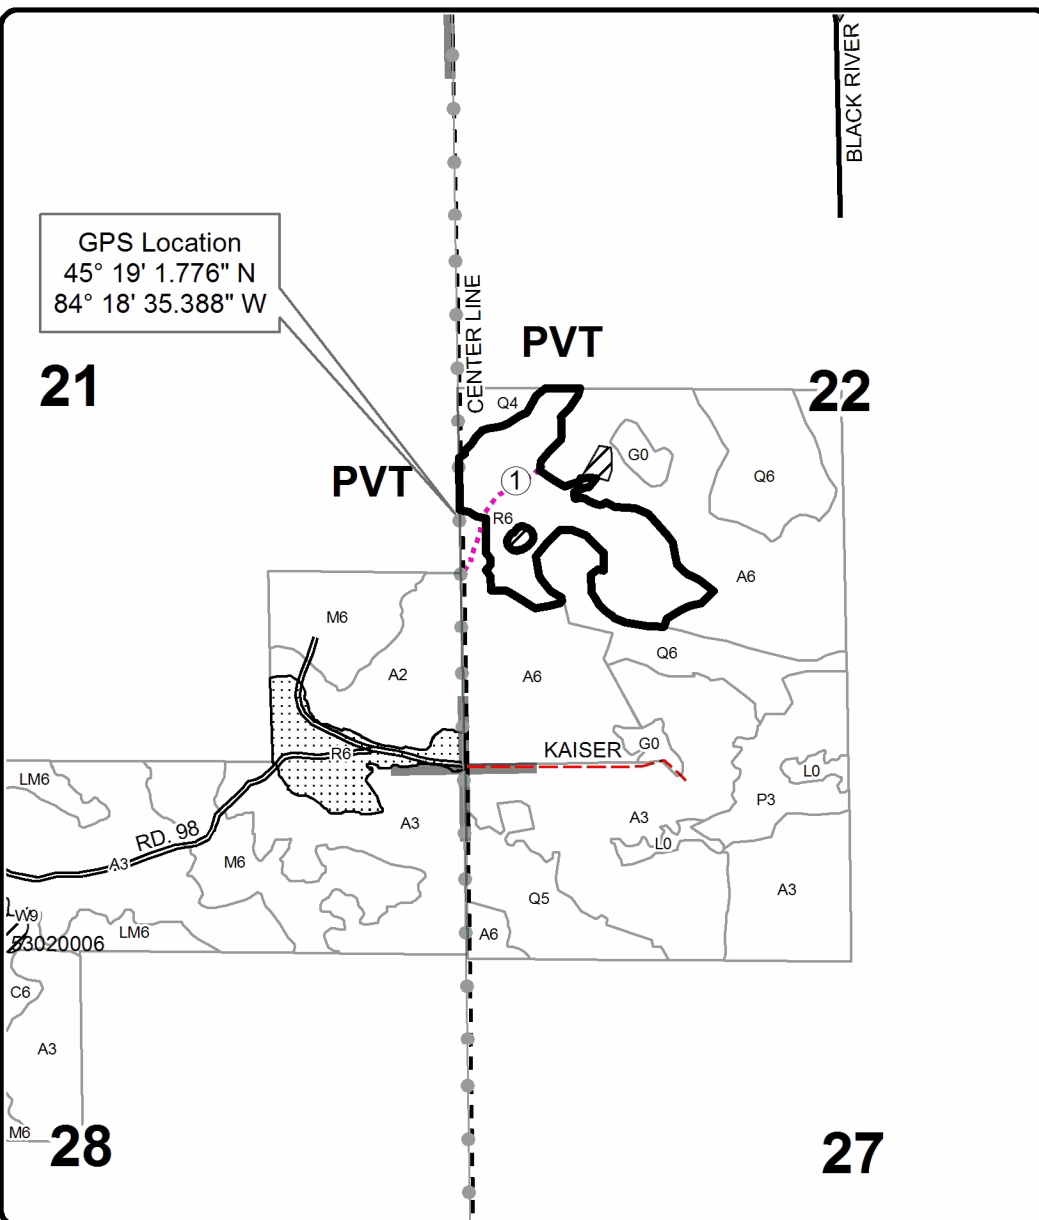 BLACK RIVER
GPS Location
45° 19' 1.776" N
84° 18' 35.388" W
CENTER LINE
PVT
21
22
Q4
G0
PVT
Q6
1
R6
A6
M6
Q6
A2
A6
G0
KAISER
R6
LM6
L0
P3
A3
A3
RD. 98
L0
A3
M6
A3
Q5
W9
LM6
A6
53020006
C6
A3
M6
28
27